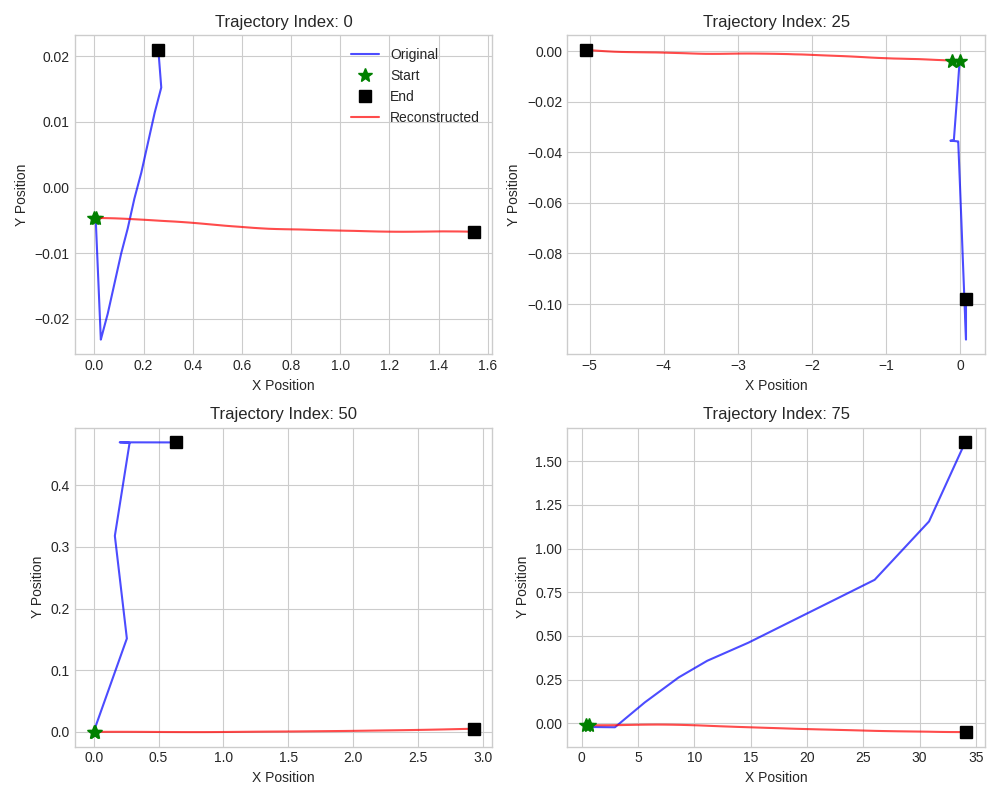 Trajectory Index: 0
0.02
0.01
0.00
−0.01
−0.02
Y Position
Original
Start
End
Reconstructed
0.0 0.2 0.4 0.6 0.8 1.0 1.2 1.4 1.6
X Position
Trajectory Index: 25
0.00
−0.02
−0.04
−0.06
−0.08
−0.10
Y Position
−5 −4 −3 −2 −1 0
X Position
Trajectory Index: 50
0.4
0.3
0.2
0.1
0.0
Y Position
0.0 0.5 1.0 1.5 2.0 2.5 3.0
X Position
Trajectory Index: 75
1.50
1.25
1.00
0.75
0.50
0.25
0.00
Y Position
0 5 10 15 20 25 30 35
X Position